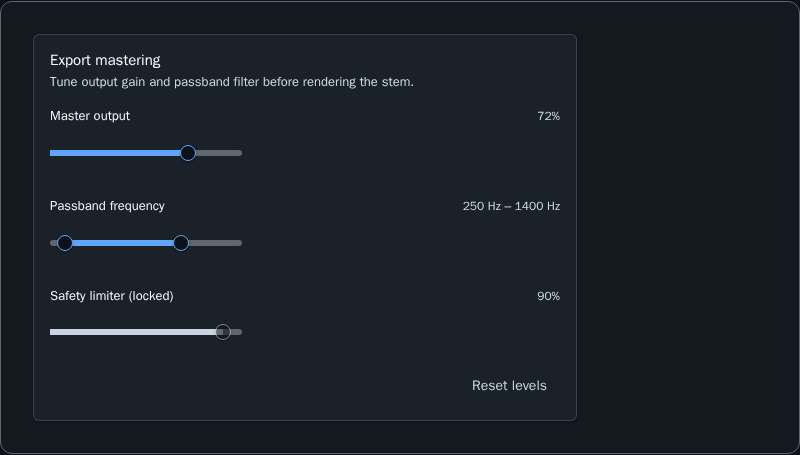 Export mastering
Tune output gain and passband filter before rendering the stem.
Master output 72%
Passband frequency 250 Hz – 1400 Hz
Safety limiter (locked) 90%
Reset levels